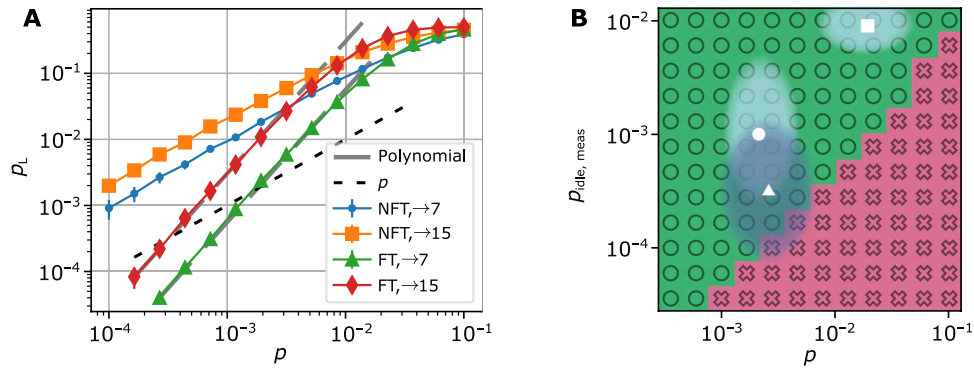 A
10⁻¹
10⁻²
10⁻³
10⁻⁴
p_L
10⁻⁴
10⁻³
10⁻²
10⁻¹
p
Polynomial
p
NFT,→7
NFT,→15
FT,→7
FT,→15
B
10⁻²
10⁻³
10⁻⁴
p_idle, meas
10⁻³
10⁻²
10⁻¹
p